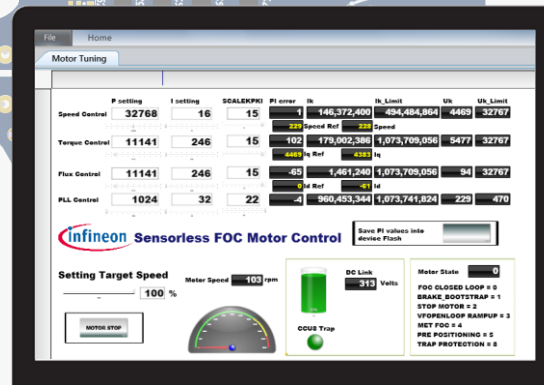 File Home
Motor Tuning
P setting I setting SCALEKPKI PI error Ik Ik_Limit Uk Uk_Limit
Speed Control 32768 16 15 1 146,372,400 494,484,864 4469 32767
229 Speed Ref 228 Speed
Torque Control 11141 246 15 102 179,002,386 1,073,709,056 5477 32767
4469 Iq Ref 4383 Iq
Flux Control 11141 246 15 -65 1,461,240 1,073,709,056 94 32767
0 Id Ref -61 Id
PLL Control 1024 32 22 -4 960,453,344 1,073,741,824 229 470
infineon Sensorless FOC Motor Control
Save PI values into
device Flash
Setting Target Speed
100 %
Motor Speed 103 rpm
MOTOR STOP
DC Link
313 Volts
CCU8 Trap
Motor State 0
FOC CLOSED LOOP = 0
BRAKE_BOOTSTRAP = 1
STOP MOTOR = 2
VFOPENLOOP RAMPUP = 3
MET FOC = 4
PRE POSITIONING = 5
TRAP PROTECTION = 8